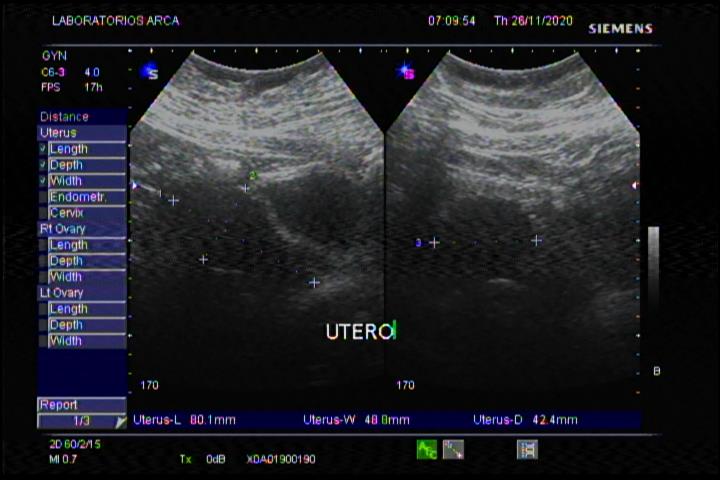 LABORATORIOS ARCA
07:09:54 Th 26/11/2020
SIEMENS
GYN
C6-3 4.0
FPS 17h
Distance
Uterus
Length
Depth
Width
Endometr.
Cervix
Rt Ovary
Length
Depth
Width
Lt Ovary
Length
Depth
Width
Report
1/3
S
S
2
3
UTERO
170
170
B
Uterus-L 80.1mm Uterus-W 48.8mm Uterus-D 42.4mm
2D 60/2/15
MI 0.7 Tx 0dB XDA01900190